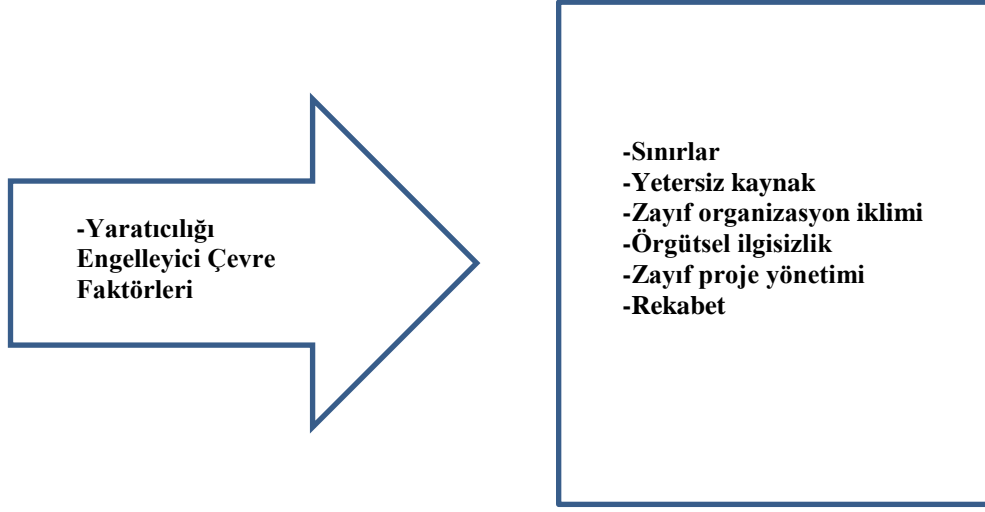 -Yaratıcılığı
Engelleyici Çevre
Faktörleri
-Sınırlar
-Yetersiz kaynak
-Zayıf organizasyon iklimi
-Örgütsel ilgisizlik
-Zayıf proje yönetimi
-Rekabet